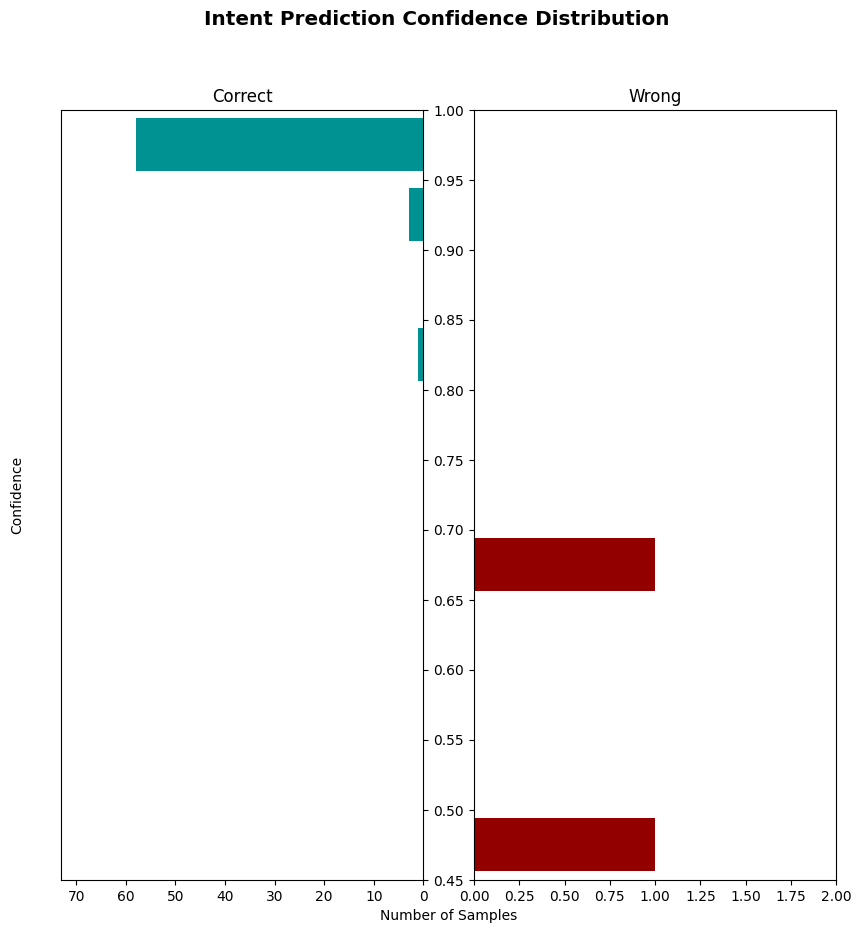 Intent Prediction Confidence Distribution
Correct
Wrong
1.00
0.95
0.90
0.85
0.80
0.75
0.70
0.65
0.60
0.55
0.50
0.45
Confidence
70 60 50 40 30 20 10 0
0.00 0.25 0.50 0.75 1.00 1.25 1.50 1.75 2.00
Number of Samples